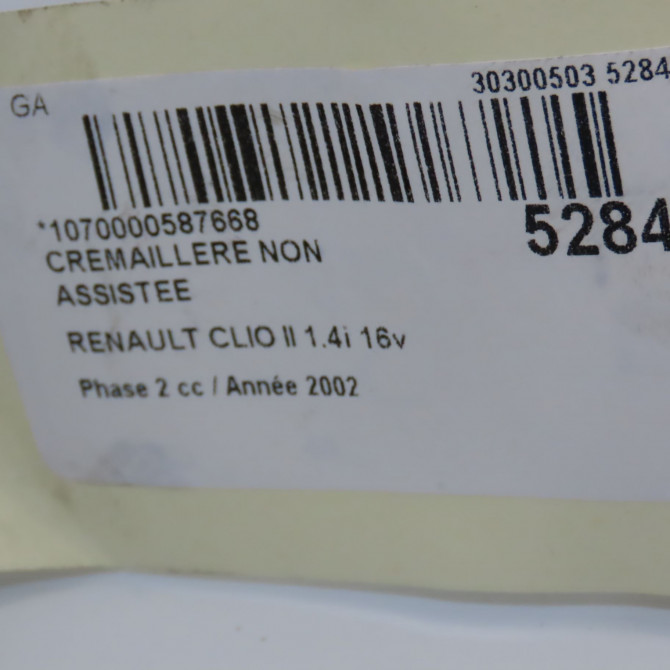 30300503 5284
GA
*1070000587668
5284
CREMAILLERE NON
ASSISTEE
RENAULT CLIO II 1.4i 16v
Phase 2 cc / Année 2002